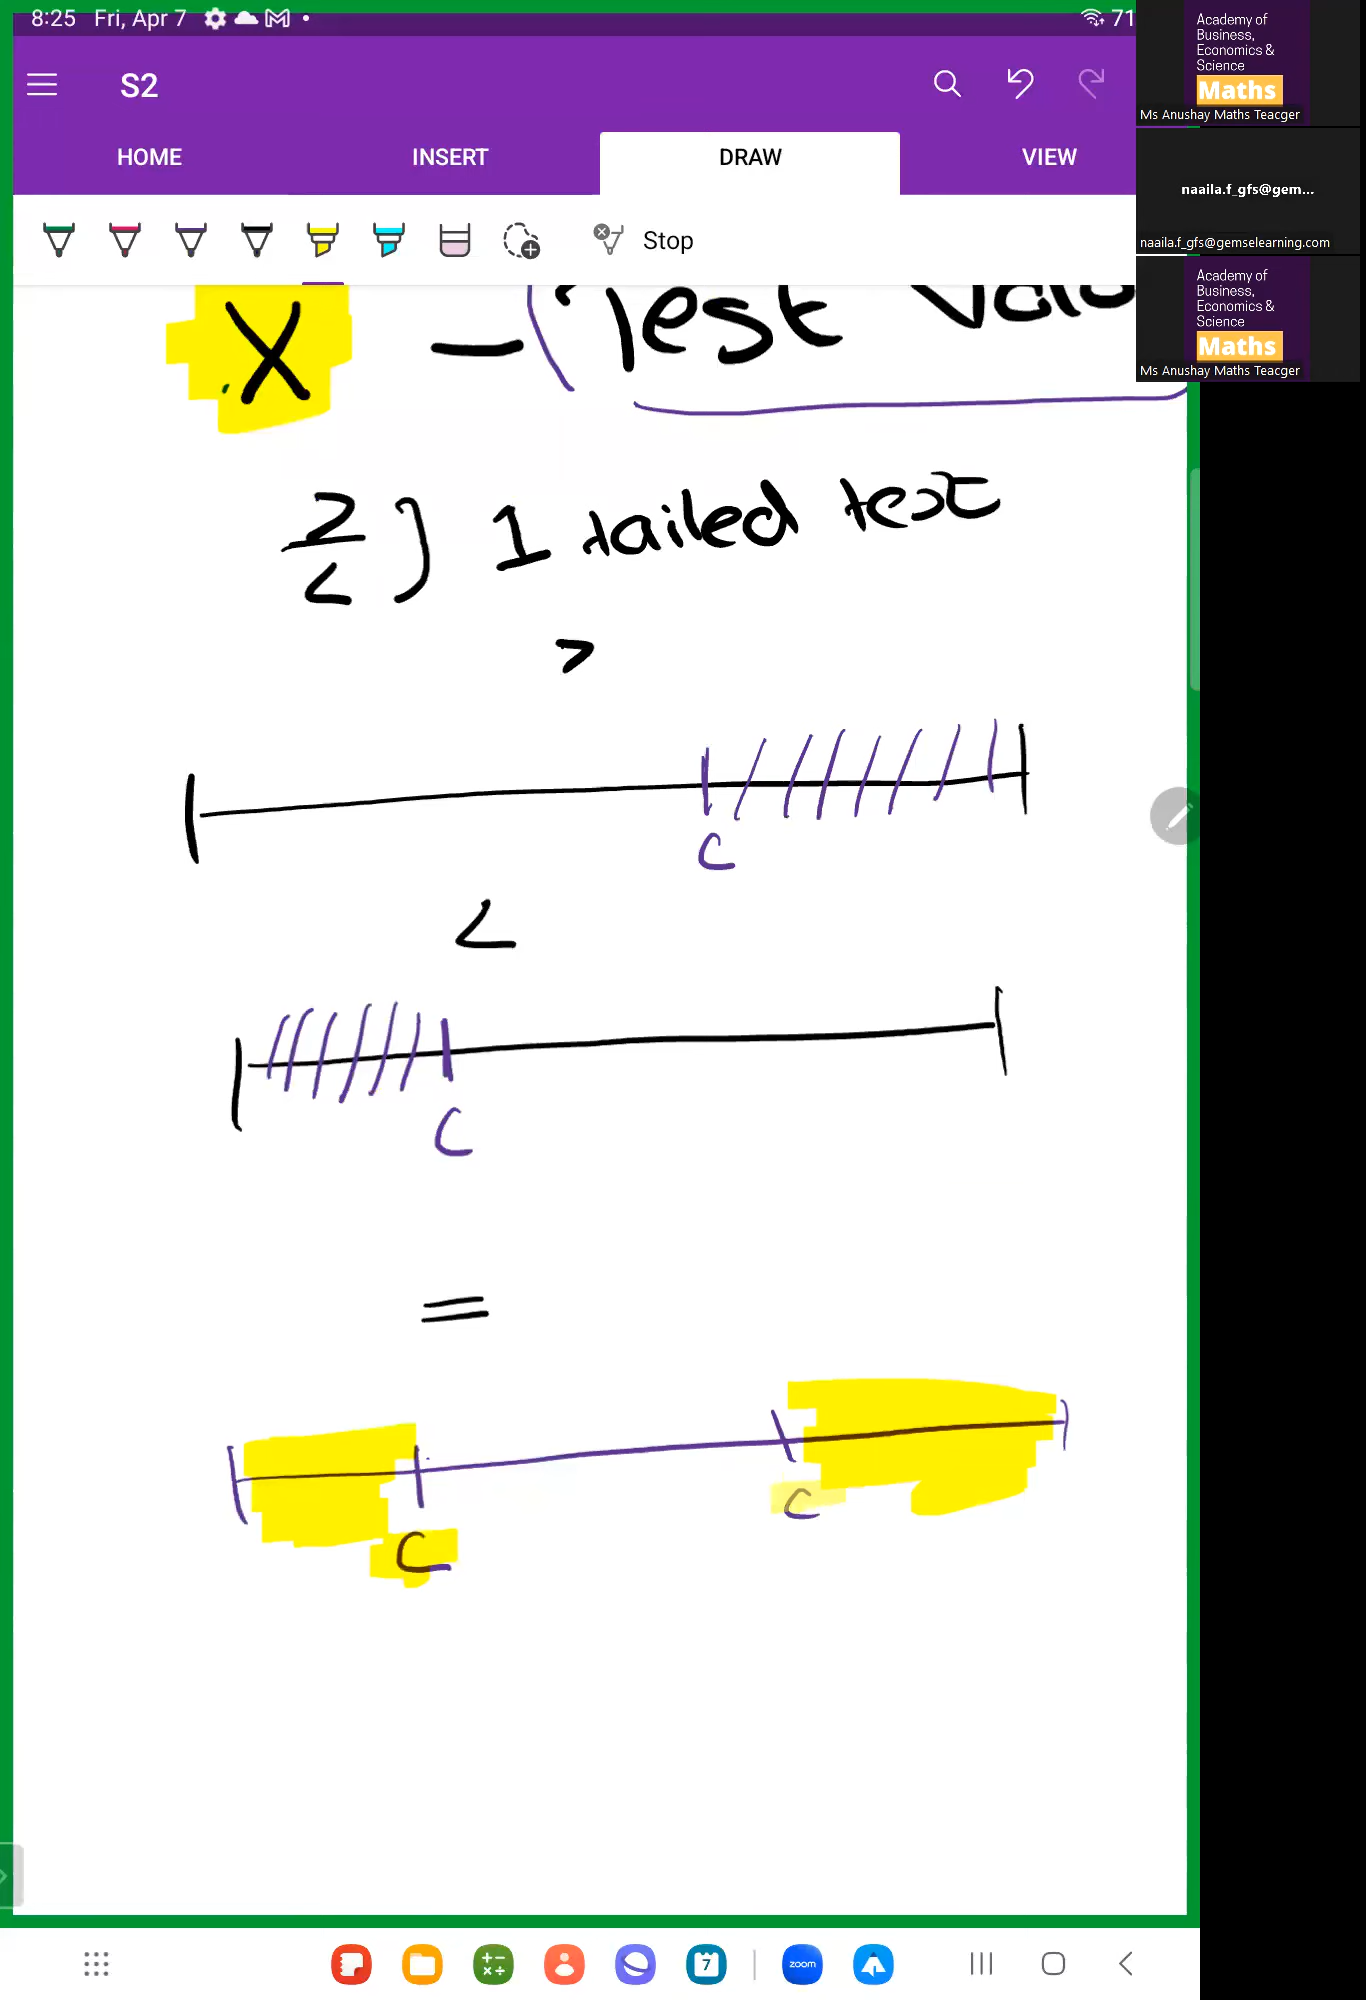 8:25 Fri, Apr 7
71
S2
HOME INSERT DRAW VIEW
Stop
Academy of
Business,
Economics &
Science
Maths
Ms Anushay Maths Teacger
naaila.f_gfs@gem...
naaila.f_gfs@gemselearning.com
Academy of
Business,
Economics &
Science
Maths
Ms Anushay Maths Teacger
X - Test
1 tailed test
>
C
<
C
=
C
C
7
zoom